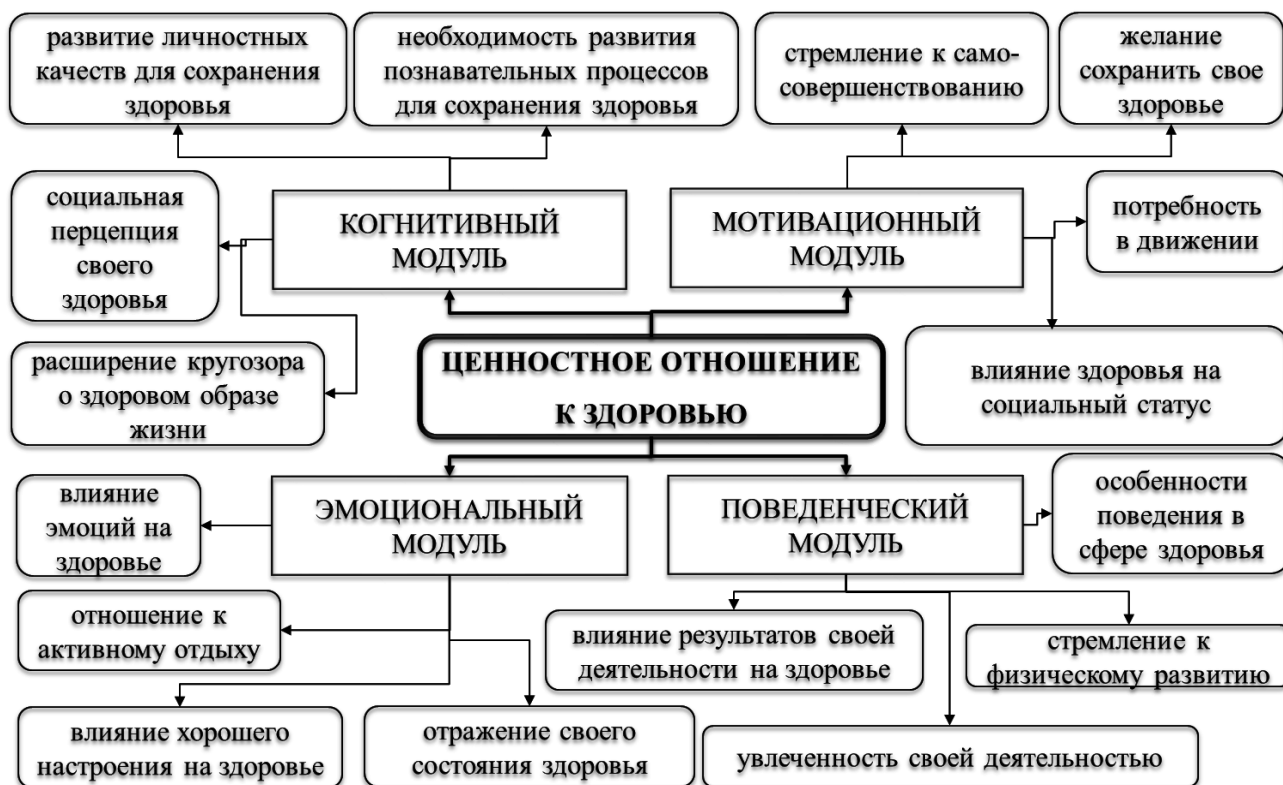 развитие личностных
качеств для сохранения
здоровья
необходимость развития
познавательных процессов
для сохранения здоровья
стремление к само-
совершенствованию
желание
сохранить свое
здоровье
социальная
перцепция
своего
здоровья
КОГНИТИВНЫЙ
МОДУЛЬ
МОТИВАЦИОННЫЙ
МОДУЛЬ
потребность
в движении
расширение кругозора
о здоровом образе
жизни
ЦЕННОСТНОЕ ОТНОШЕНИЕ
К ЗДОРОВЬЮ
влияние здоровья на
социальный статус
влияние
эмоций на
здоровье
ЭМОЦИОНАЛЬНЫЙ
МОДУЛЬ
ПОВЕДЕНЧЕСКИЙ
МОДУЛЬ
особенности
поведения в
сфере здоровья
отношение к
активному отдыху
влияние результатов своей
деятельности на здоровье
стремление к
физическому развитию
влияние хорошего
настроения на здоровье
отражение своего
состояния здоровья
увлеченность своей деятельностью